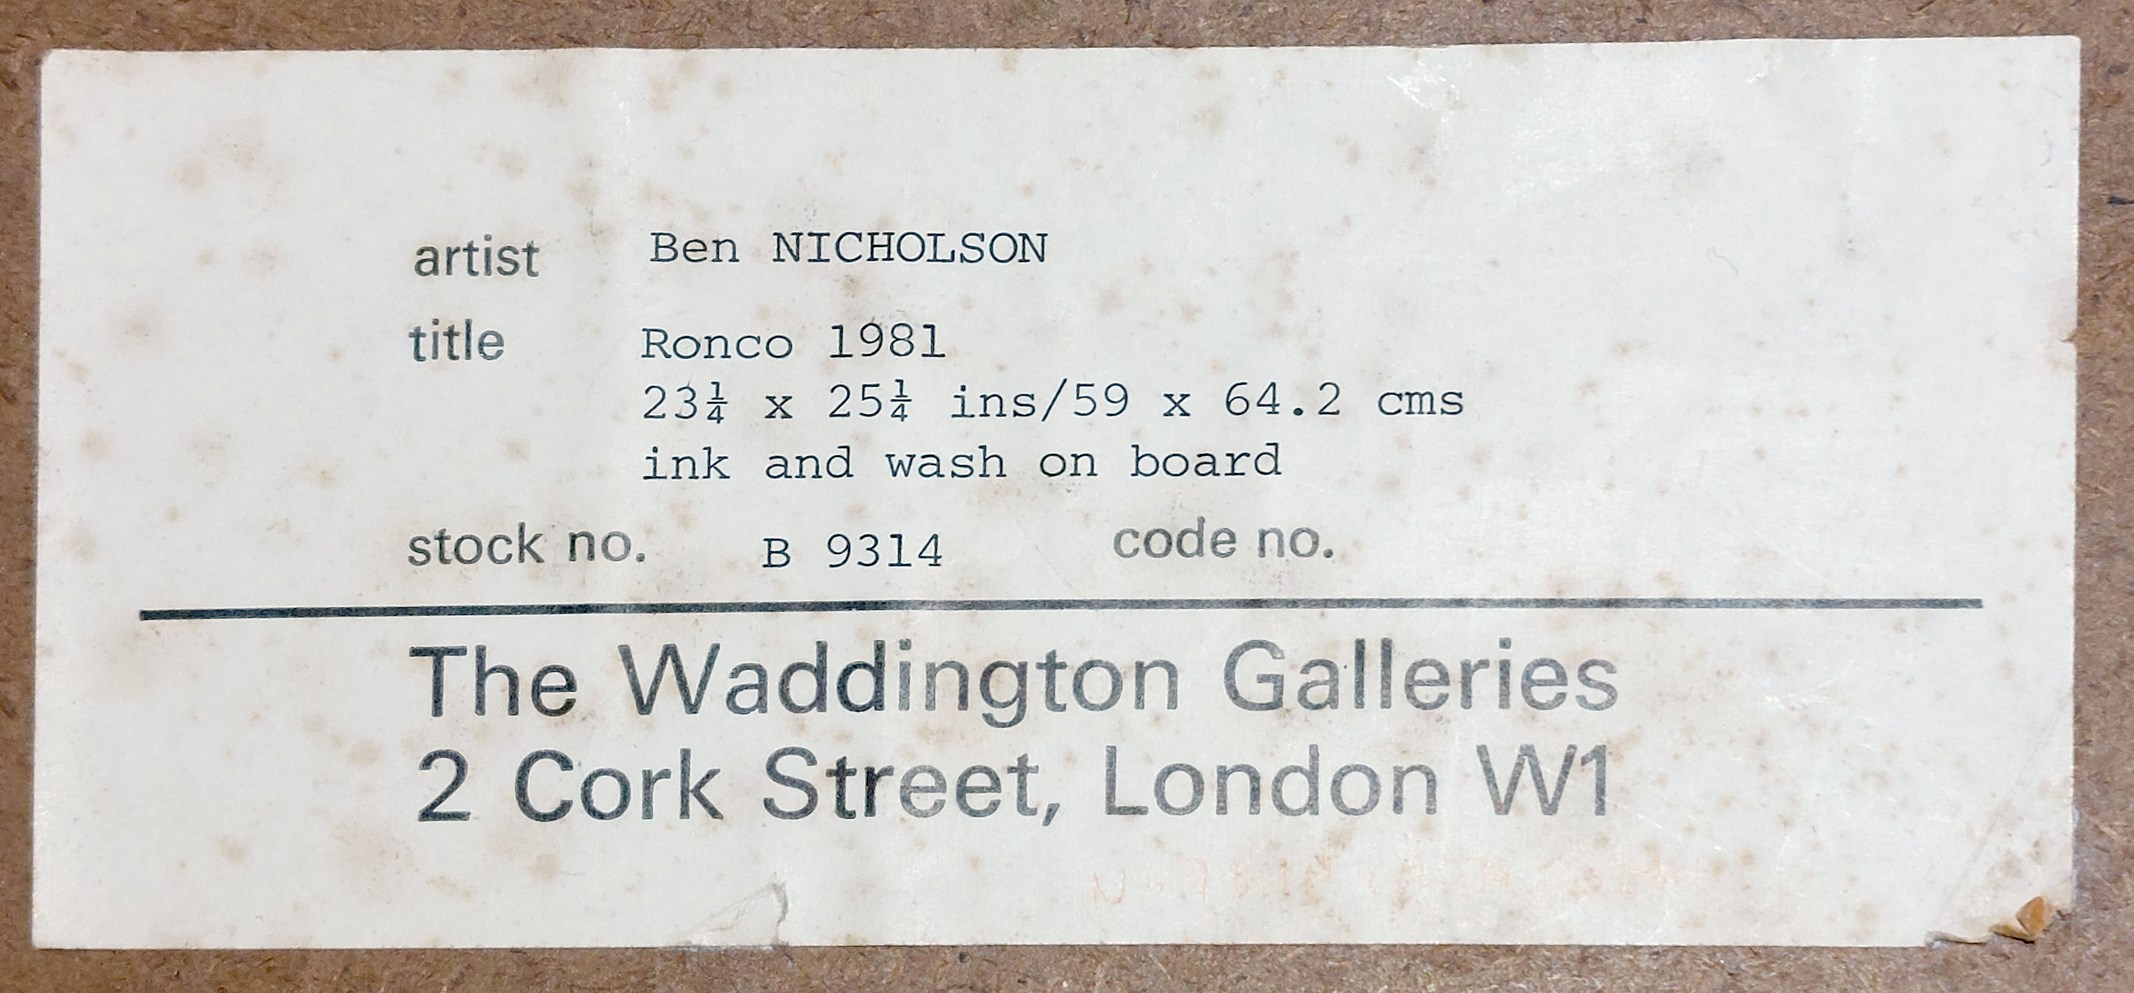 artist Ben NICHOLSON
title Ronco 1981
23¼ x 25¼ ins/59 x 64.2 cms
ink and wash on board
stock no. B 9314 code no.
The Waddington Galleries
2 Cork Street, London W1